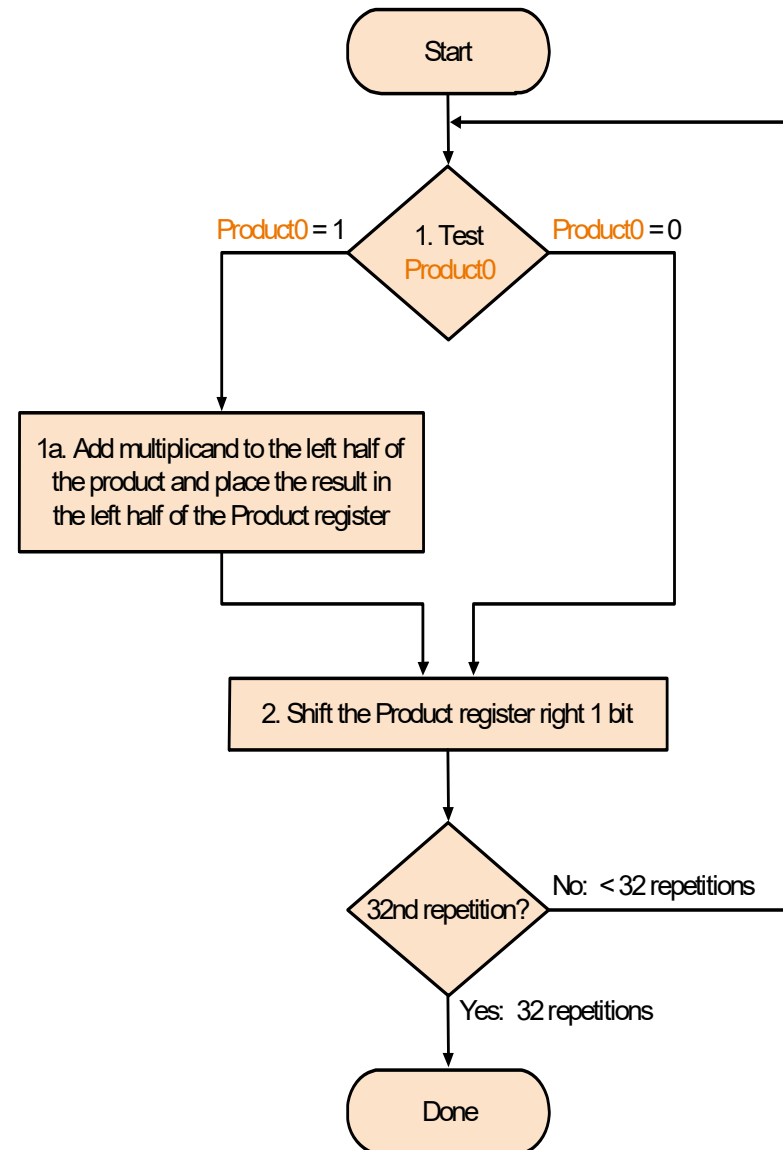 Start
Product0 = 1
1. Test
Product0
Product0 = 0
1a. Add multiplicand to the left half of
the product and place the result in
the left half of the Product register
2. Shift the Product register right 1 bit
32nd repetition?
No: < 32 repetitions
Yes: 32 repetitions
Done